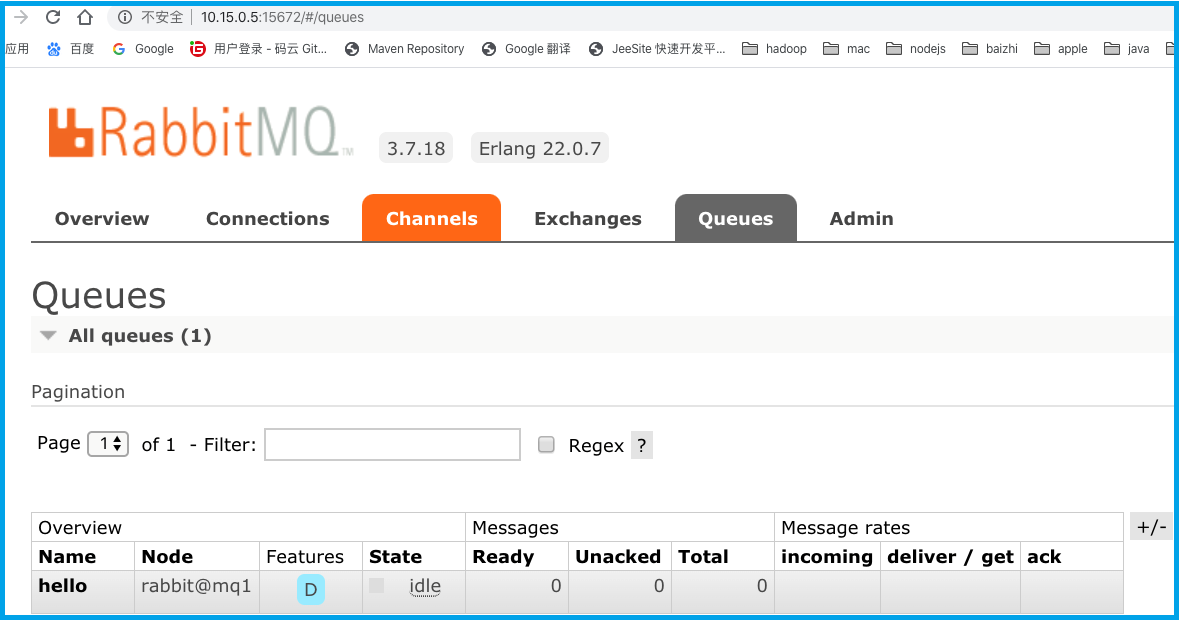 不安全 10.15.0.5:15672/#/queues
应用 百度 Google 用户登录 - 码云 Git... Maven Repository Google 翻译 JeeSite 快速开发平... hadoop mac nodejs baizhi apple java
RabbitMQ TM 3.7.18 Erlang 22.0.7
Overview Connections Channels Exchanges Queues Admin
Queues
All queues (1)
Pagination
Page 1 of 1 - Filter: Regex ?
Overview Messages Message rates +/-
Name Node Features State Ready Unacked Total incoming deliver / get ack
hello rabbit@mq1 D idle 0 0 0